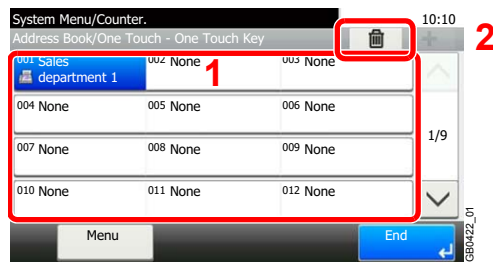 System Menu/Counter. 10:10
Address Book/One Touch - One Touch Key 2
001 Sales department 1 002 None 003 None
1
004 None 005 None 006 None
1/9
007 None 008 None 009 None
010 None 011 None 012 None
Menu End
GB0422_01